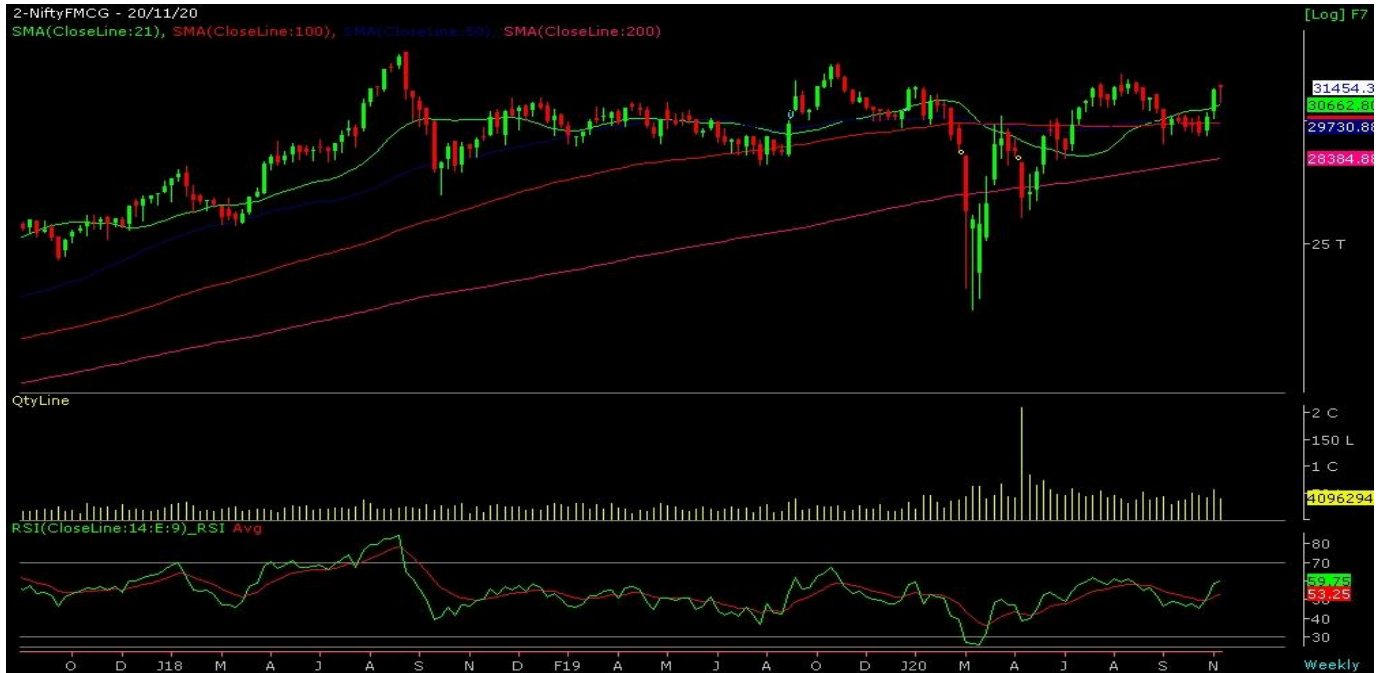 2-NiftyFMCG - 20/11/20
[Log] F7
SMA(CloseLine:21), SMA(CloseLine:100), SMA(CloseLine:50), SMA(CloseLine:200)
31454.3
30662.80
29730.88
28384.88
25 T
QtyLine
2 C
150 L
1 C
4096294
RSI(CloseLine:14:E:9)_RSI Avg
80
70
59.75
53.25
40
30
O D J18 M A J A S N D F19 A M J A O D J20 M A J A S N
Weekly